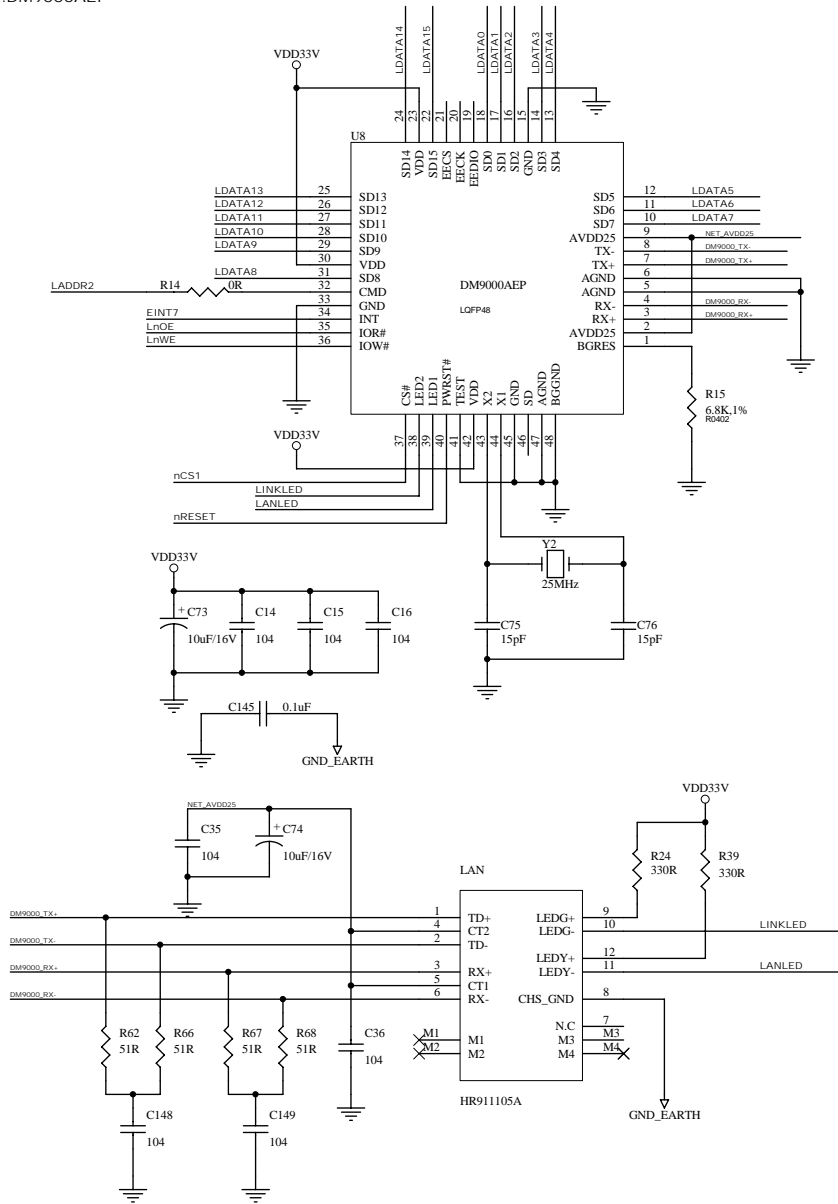 VDD33V
LDATA14
LDATA15
LDATA0
LDATA1
LDATA2
LDATA3
LDATA4
24
23
22
21
20
19
18
17
16
15
14
13
U8
SD14
VDD
SD15
EECS
EECK
EEDIO
SD0
SD1
SD2
GND
SD3
SD4
LDATA13 25 SD13
LDATA12 26 SD12
LDATA11 27 SD11
LDATA10 28 SD10
LDATA9 29 SD9
30 VDD
LDATA8 31 SD8
LADDR2 R14 0R 32 CMD
33 GND
EINT7 34 INT
LnOE 35 IOR#
LnWE 36 IOW#
DM9000AEP
LQFP48
SD5 12 LDATA5
SD6 11 LDATA6
SD7 10 LDATA7
AVDD25 9 NET_AVDD25
TX- 8 DM9000_TX-
TX+ 7 DM9000_TX+
AGND 6
AGND 5
RX- 4 DM9000_RX-
RX+ 3 DM9000_RX+
AVDD25 2
BGRES 1
R15
6.8K,1%
R0402
CS#
LED2
LED1
PWRST#
TEST
VDD
X2
X1
GND
SD
AGND
BGGND
37
38
39
40
41
42
43
44
45
46
47
48
VDD33V
nCS1
LINKLED
LANLED
nRESET
Y2
25MHz
C75
15pF
C76
15pF
VDD33V
+ C73
10uF/16V
C14
104
C15
104
C16
104
C145 0.1uF
GND_EARTH
NET_AVDD25
C35
104
+ C74
10uF/16V
VDD33V
R24
330R
R39
330R
LAN
DM9000_TX+ 1 TD+
4 CT2
DM9000_TX- 2 TD-
DM9000_RX+ 3 RX+
5 CT1
DM9000_RX- 6 RX-
M1 M1
M2 M2
LEDG+ 9
LEDG- 10 LINKLED
LEDY+ 12
LEDY- 11 LANLED
CHS_GND 8
N.C 7
M3 M3
M4 M4
HR911105A
GND_EARTH
R62
51R
R66
51R
R67
51R
R68
51R
C36
104
C148
104
C149
104